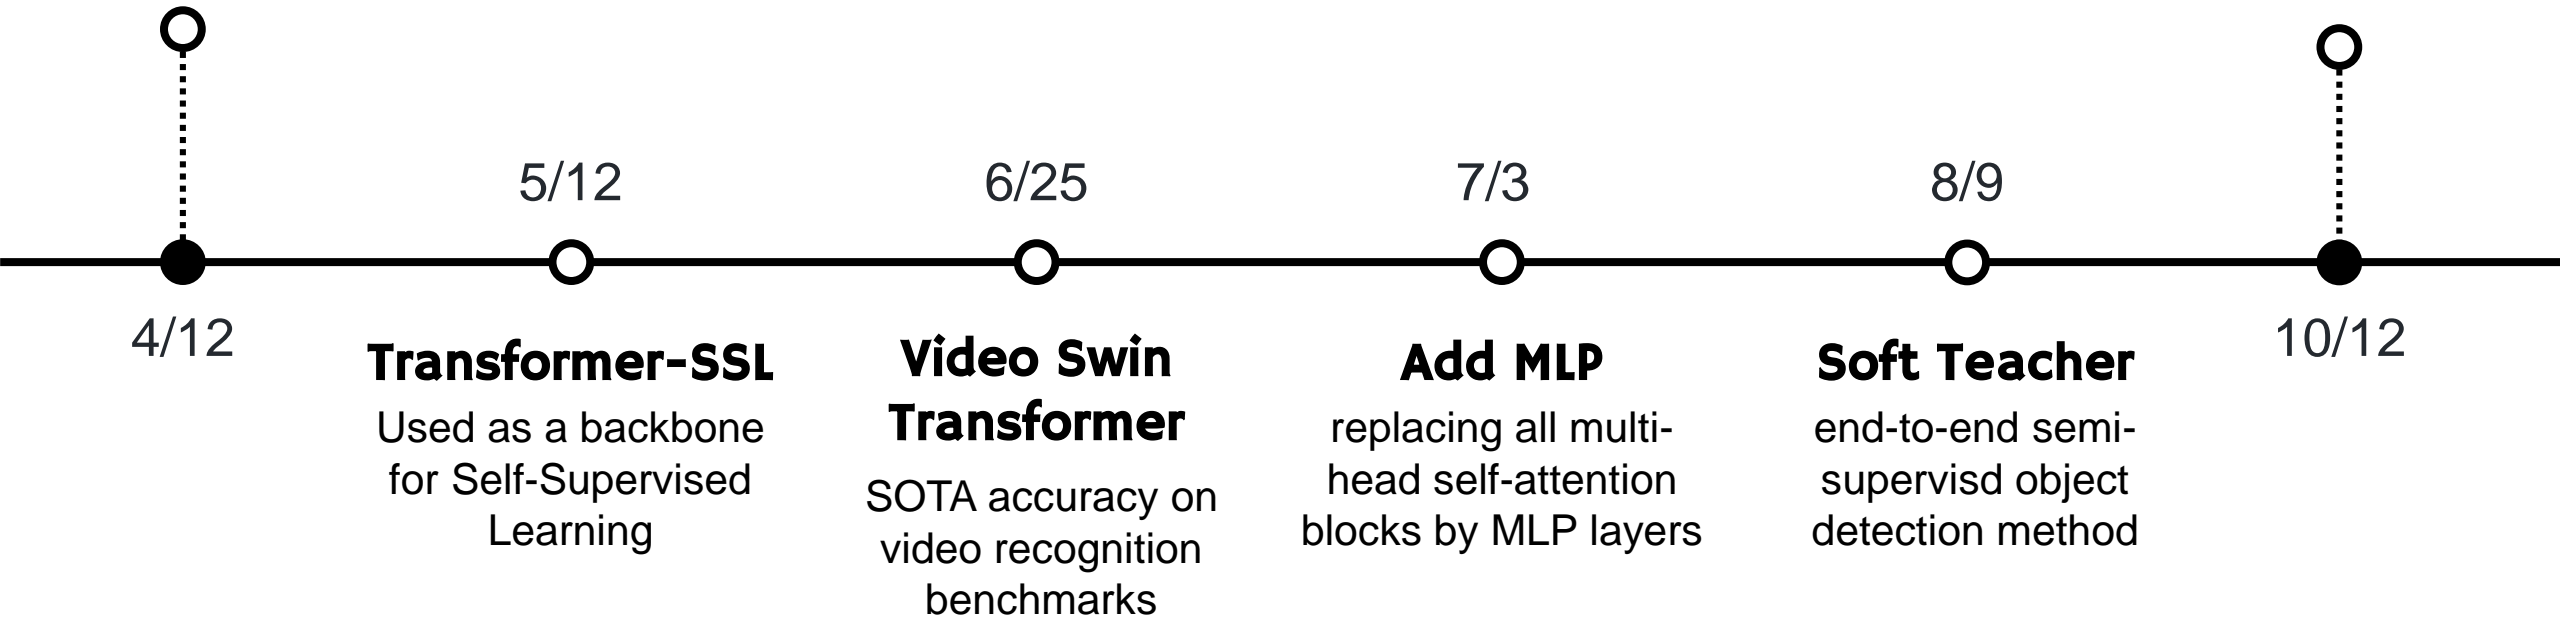 4/12
5/12
Transformer-SSL
Used as a backbone
for Self-Supervised
Learning
6/25
Video Swin
Transformer
SOTA accuracy on
video recognition
benchmarks
7/3
Add MLP
replacing all multi-
head self-attention
blocks by MLP layers
8/9
Soft Teacher
end-to-end semi-
supervisd object
detection method
10/12